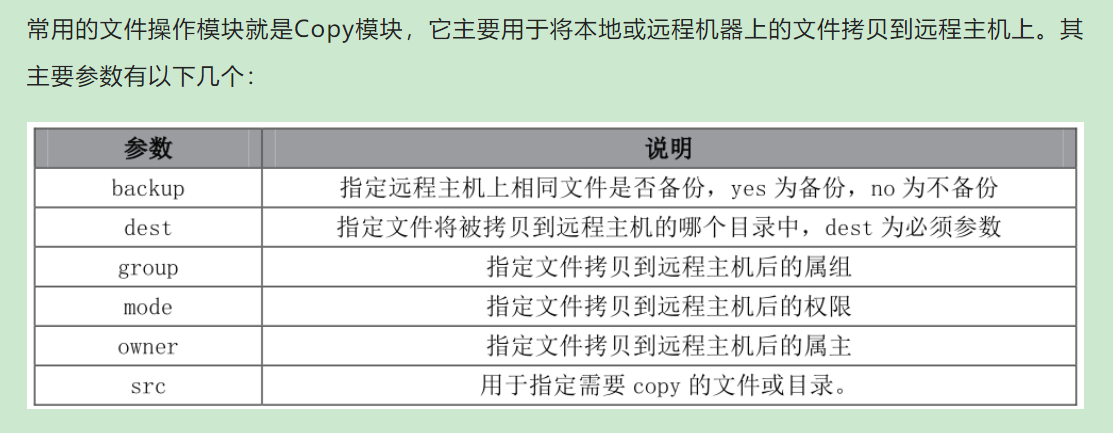 常用的文件操作模块就是Copy模块，它主要用于将本地或远程机器上的文件拷贝到远程主机上。其
主要参数有以下几个：
参数 说明
backup 指定远程主机上相同文件是否备份，yes 为备份，no 为不备份
dest 指定文件将被拷贝到远程主机的哪个目录中，dest 为必须参数
group 指定文件拷贝到远程主机后的属组
mode 指定文件拷贝到远程主机后的权限
owner 指定文件拷贝到远程主机后的属主
src 用于指定需要 copy 的文件或目录。